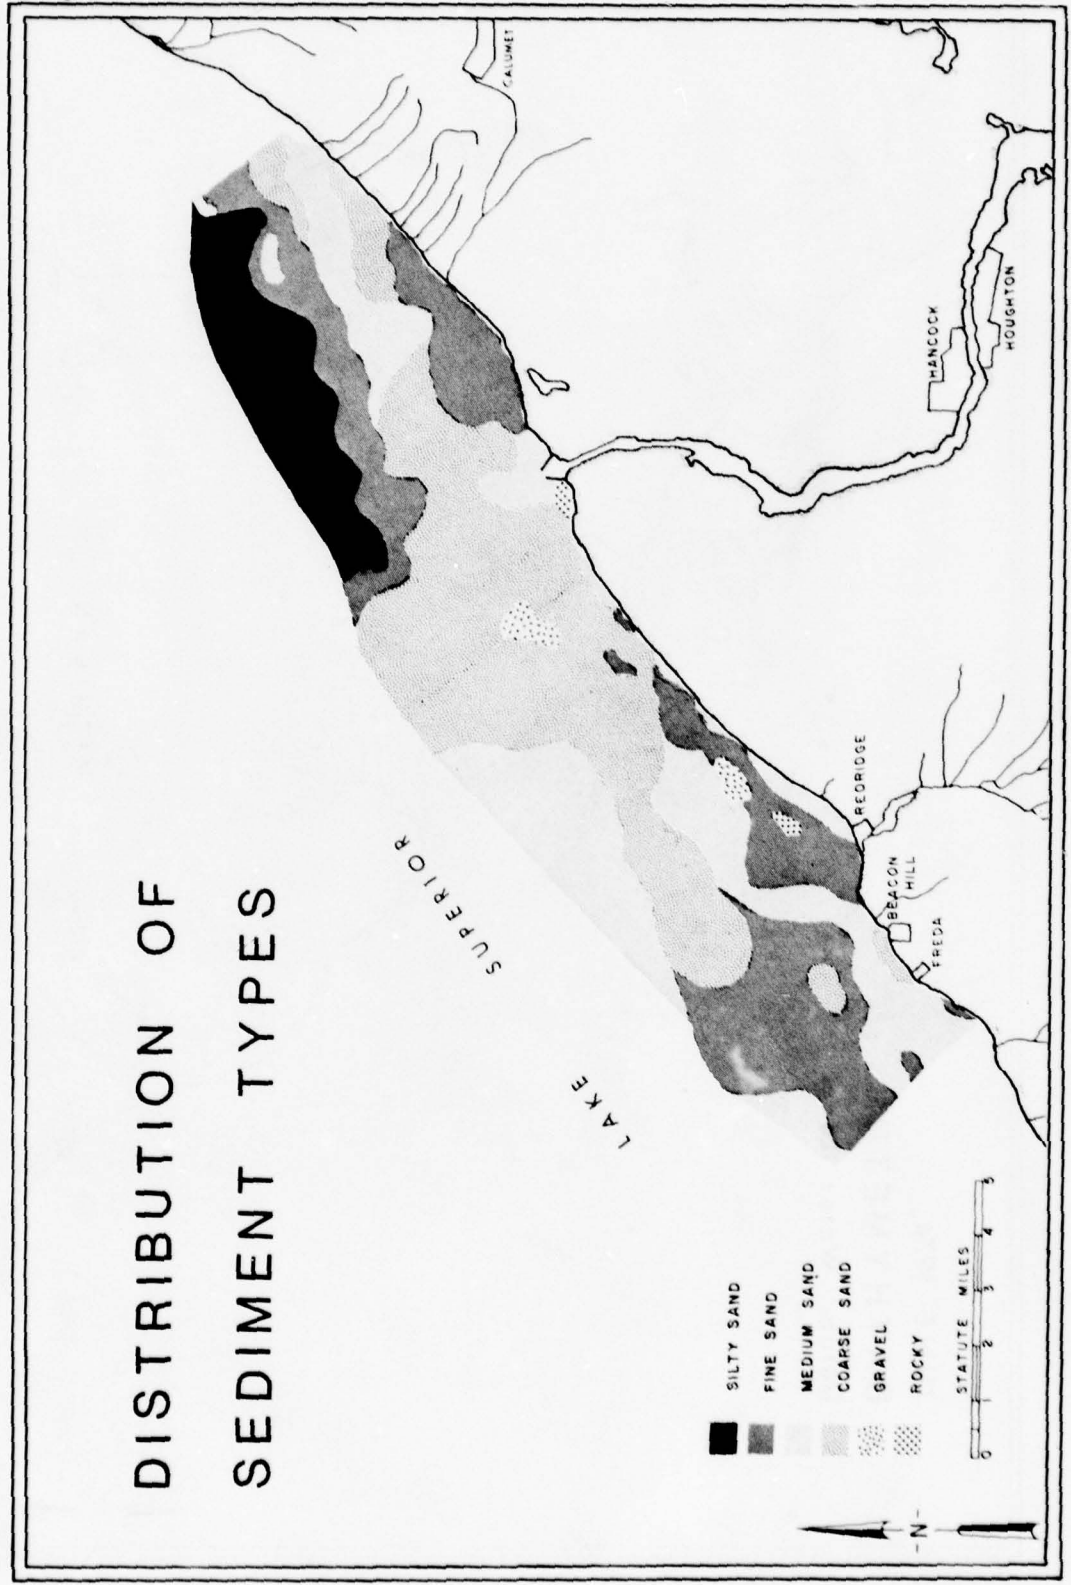 DISTRIBUTION OF
SEDIMENT TYPES
LAKE SUPERIOR
CALUMET
HANCOCK
HOUGHTON
REDRIDGE
BEACON
HILL
FREDA
SILTY SAND
FINE SAND
MEDIUM SAND
COARSE SAND
GRAVEL
ROCKY
STATUTE MILES
0 1 2 3 4 5
-N-